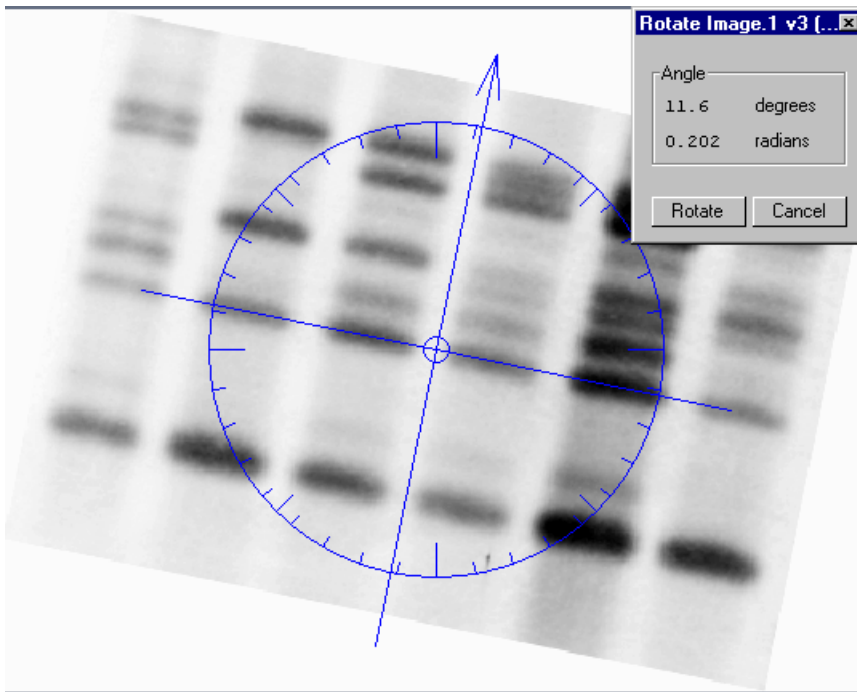 Rotate Image.1 v3 (...
Angle
11.6 degrees
0.202 radians
Rotate Cancel